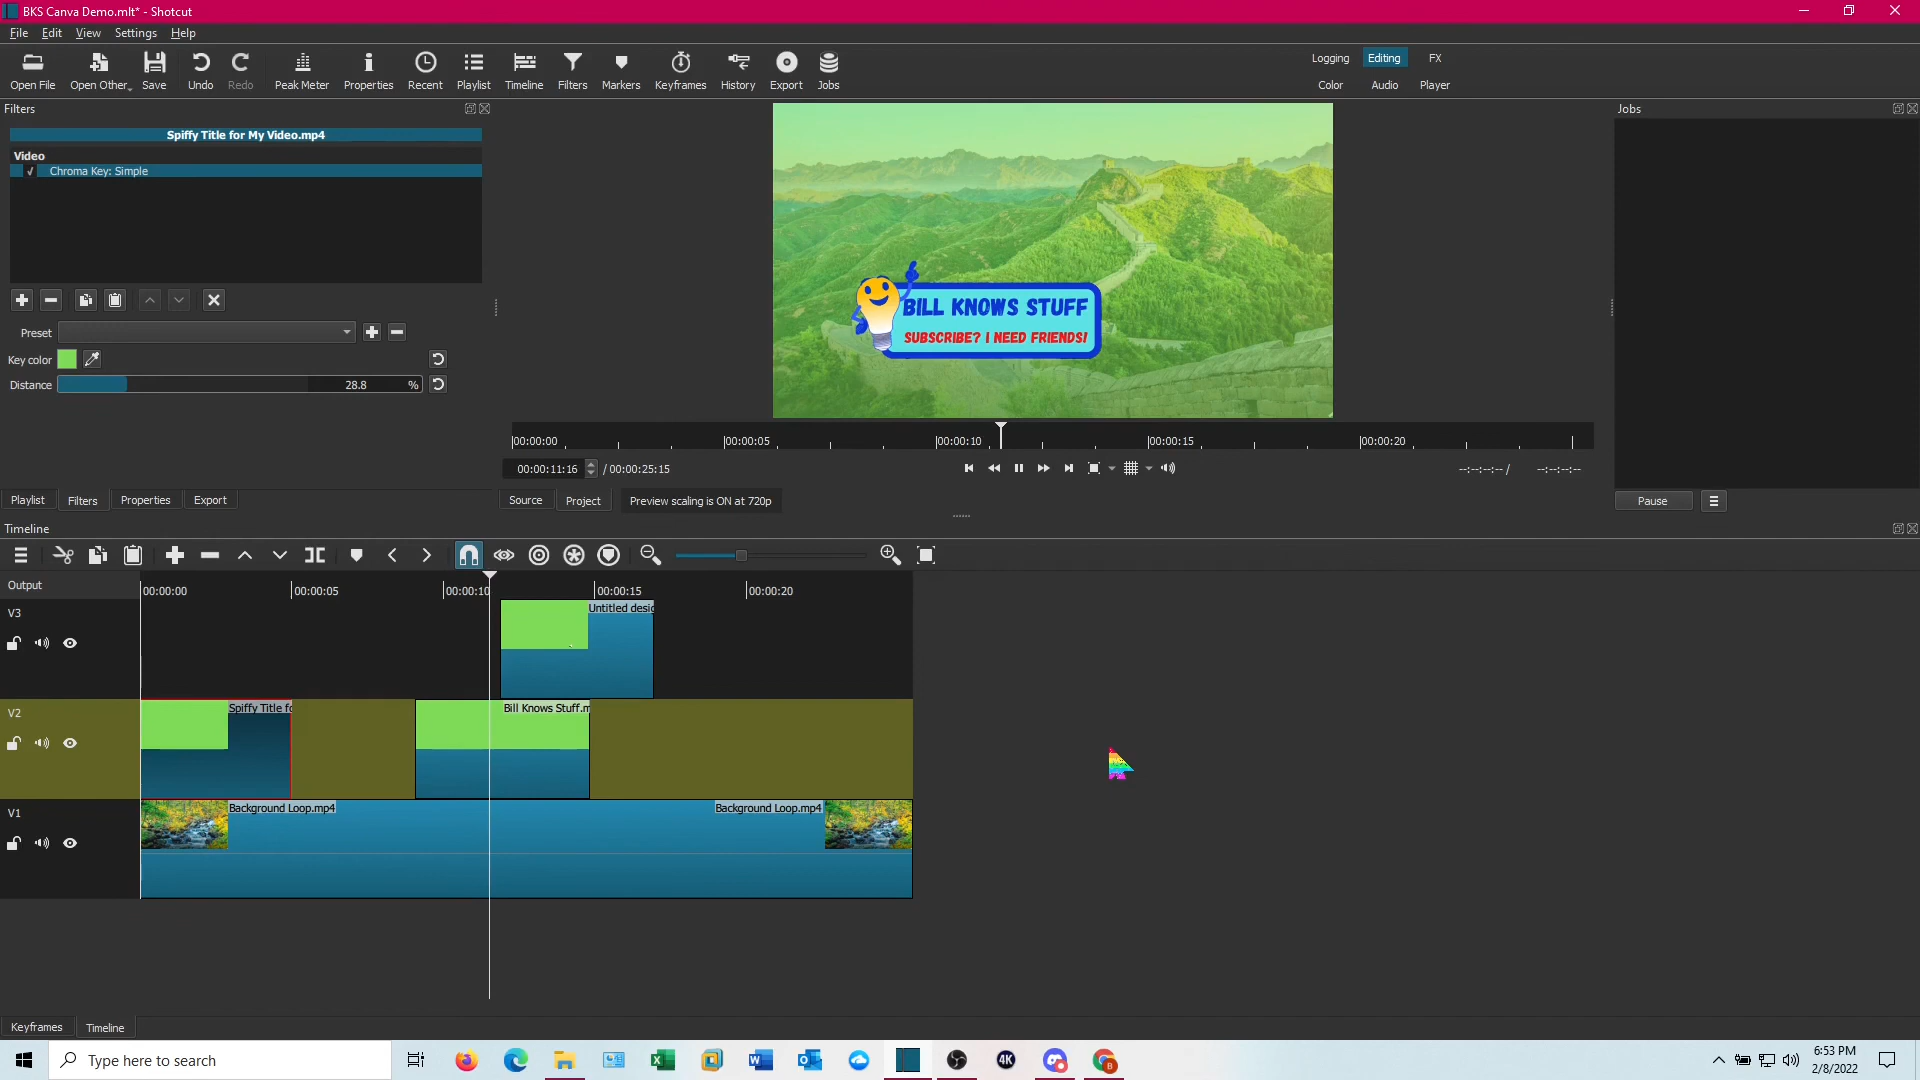 BKS Canva Demo.mlt* - Shotcut
File Edit View Settings Help
Open File Open Other Save Undo Redo Peak Meter Properties Recent Playlist Timeline Filters Markers Keyframes History Export Jobs
Logging Editing FX
Color Audio Player
Filters
Jobs
Spiffy Title for My Video.mp4
Video
Chroma Key: Simple
Preset
Key color
Distance 28.8 %
BILL KNOWS STUFF
SUBSCRIBE? I NEED FRIENDS!
00:00:00 00:00:05 00:00:10 00:00:15 00:00:20
00:00:11:16 / 00:00:25:15
--:--:--:-- / --:--:--:--
Playlist Filters Properties Export
Source Project Preview scaling is ON at 720p
Pause
Timeline
Output
00:00:00 00:00:05 00:00:10 00:00:15 00:00:20
V3
Untitled desig
V2
Spiffy Title fo
Bill Knows Stuff.m
V1
Background Loop.mp4
Background Loop.mp4
Keyframes Timeline
Type here to search
4K
B
6:53 PM
2/8/2022